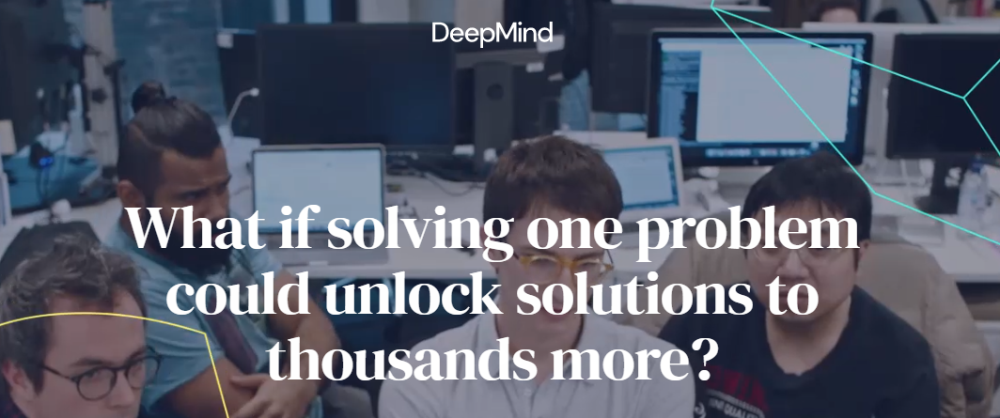 DeepMind
What if solving one problem
could unlock solutions to
thousands more?